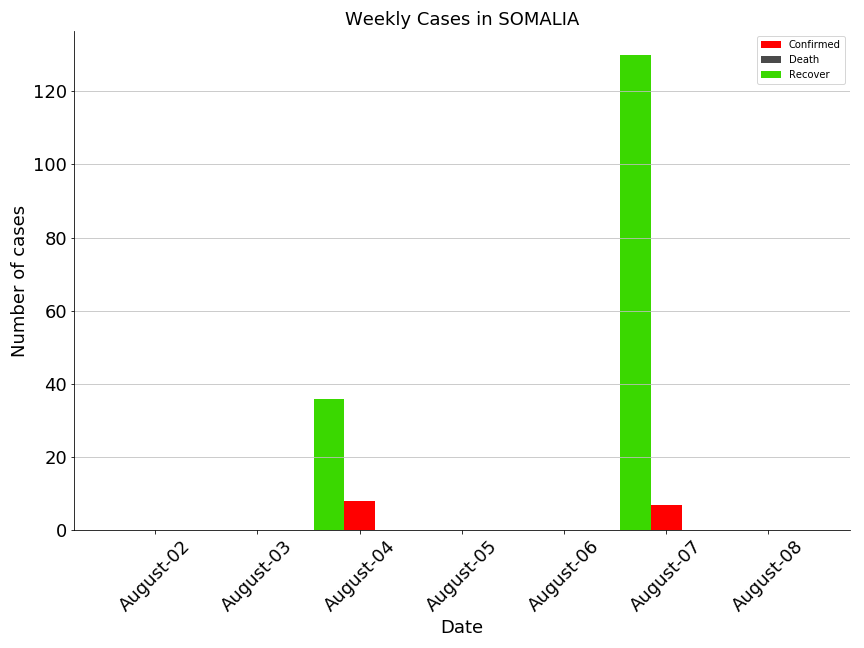 Weekly Cases in SOMALIA
Confirmed
Death
Recover
Number of cases
120
100
80
60
40
20
0
August-02
August-03
August-04
August-05
August-06
August-07
August-08
Date